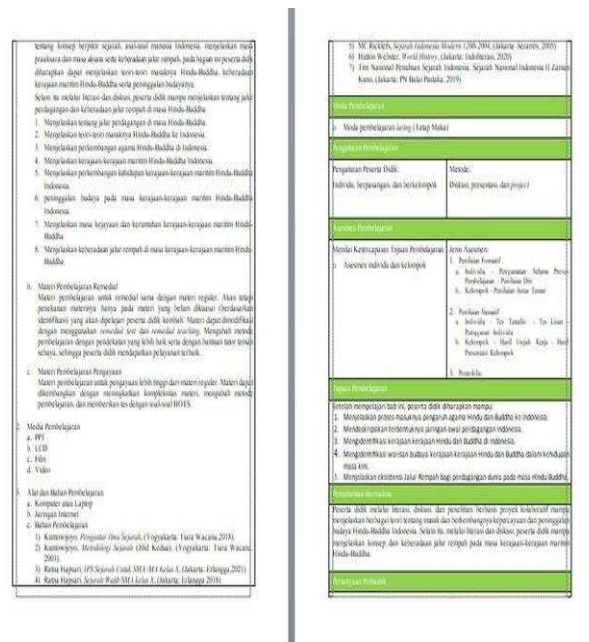 tentang konsep berpikir sejarah, asal-usul manusia Indonesia, menjelaskan masa
praaksara dan masa aksara serta keberadaan jalur rempah, pada bagian ini peserta didik
diharapkan dapat menjelaskan teori-teori masuknya Hindu-Buddha, keberadaan
kerajaan maritim Hindu-Buddha serta peninggalan budayanya.
Selain itu melalui literasi dan diskusi, peserta didik mampu menjelaskan tentang jalur
perdagangan dan keberadaan jalur rempah di masa Hindu-Buddha.
1. Menjelaskan tentang jalur perdagangan di masa Hindu-Buddha.
2. Menjelaskan teori-teori masuknya Hindu-Buddha ke Indonesia.
3. Menjelaskan perkembangan agama Hindu-Buddha di Indonesia.
4. Menjelaskan kerajaan-kerajaan maritim Hindu-Buddha Indonesia.
5. Menjelaskan perkembangan kehidupan kerajaan-kerajaan maritim Hindu-Buddha
Indonesia.
6. peninggalan budaya pada masa kerajaan-kerajaan maritim Hindu-Buddha
Indonesia.
7. Menjelaskan masa kejayaan dan keruntuhan kerajaan-kerajaan maritim Hindu-
Buddha
8. Menjelaskan keberadaan jalur rempah di masa kerajaan-kerajaan maritim Hindu-
Buddha.
b. Materi Pembelajaran Remedial
Materi pembelajaran untuk remedial sama dengan materi reguler. Akan tetapi
penekanan materinya hanya pada materi yang belum dikuasai (berdasarkan
identifikasi) yang akan dipelajari peserta didik kembali. Materi dapat dimodifikasi
dengan menggunakan remedial test dan remedial teaching. Mengubah metode
pembelajaran dengan pendekatan yang lebih baik serta dengan bantuan tutor teman
sebaya, sehingga peserta didik mendapatkan pelayanan terbaik.
c. Materi Pembelajaran Pengayaan
Materi pembelajaran untuk pengayaan lebih tinggi dari materi reguler. Materi dapat
dikembangkan dengan meningkatkan kompleksitas materi, mengubah metode
pembelajaran, dan memberikan tes dengan soal-soal HOTS.
2. Media Pembelajaran
a. PPT
b. LCD
c. Film
d. Video
3. Alat dan Bahan Pembelajaran
a. Komputer atau Laptop
b. Jaringan Internet
c. Bahan Pembelajaran
1) Kuntowijoyo, Pengantar Ilmu Sejarah, (Yogyakarta: Tiara Wacana,2018).
2) Kuntowijoyo, Metodologi Sejarah (Jilid Kedua), (Yogyakarta: Tiara Wacana,
2003).
3) Ratna Hapsari, IPS Sejarah Untuk SMA/MA Kelas X, (Jakarta: Erlangga,2021)
4) Ratna Hapsari, Sejarah Wajib SMA Kelas X, (Jakarta: Erlangga 2016)
5) MC Ricklefs, Sejarah Indonesia Modern 1200-2004, (Jakarta: Serambi, 2005)
6) Hutton Webster, World History, (Jakarta: Indoliterasi, 2020)
7) Tim Nasional Penulisan Sejarah Indonesia, Sejarah Nasional Indonesia II Zaman
Kuno, (Jakarta: PN Balai Pustaka, 2019)
Moda Pembelajaran
Moda pembelajaran luring (Tatap Muka)
Pengaturan Pembelajaran
Pengaturan Peserta Didik:
Individu, berpasangan, dan berkelompok
Metode:
Diskusi, presentasi, dan project
Asesmen Pembelajaran
Menilai Ketercapaian Tujuan Pembelajaran
Asesmen individu dan kelompok
Jenis Asesmen:
1. Penilaian Formatif
a. Individu - Pengamatan Selama Proses
Pembelajaran - Penilaian Diri
b. Kelompok - Penilaian Antar Teman
2. Penilaian Sumatif
a. Individu - Tes Tertulis - Tes Lisan -
Penugasan Individu
b. Kelompok - Hasil Unjuk Kerja - Hasil
Presentasi Kelompok
3. Portofolio
Tujuan Pembelajaran
Setelah mempelajari bab ini, peserta didik diharapkan mampu
1. Menjelaskan proses masuknya pengaruh agama Hindu dan Buddha ke Indonesia.
2. Mendeskripsikan terbentuknya jaringan awal perdagangan Indonesia.
3. Mengidentifikasi kerajaan kerajaan Hindu dan Buddha di Indonesia.
4. Mengidentifikasi warisan budaya kerajaan kerajaan Hindu dan Buddha dalam kehidupan
masa kini.
5. Menjelaskan eksistensi Jalur Rempah bagi perdagangan dunia pada masa Hindu Buddha.
Pemahaman Bermakna
Peserta didik melalui literasi, diskusi, dan penelitian berbasis proyek kolaboratif mampu
menjelaskan berbagai teori tentang masuk dan berkembangnya kepercayaan dan peninggalan
budaya Hindu-Buddha Indonesia. Selain itu, melalui literasi dan diskusi, peserta didik mampu
menjelaskan konsep dan keberadaan jalur rempah pada masa kerajaan-kerajaan maritim
Hindu-Buddha.
Pertanyaan Pemantik